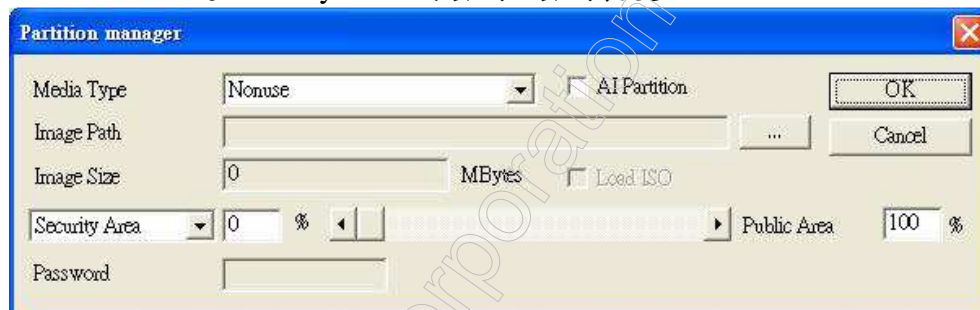 Partition manager
Media Type Nonuse AI Partition OK
Image Path ... Cancel
Image Size 0 MBytes Load ISO
Security Area 0 % Public Area 100 %
Password